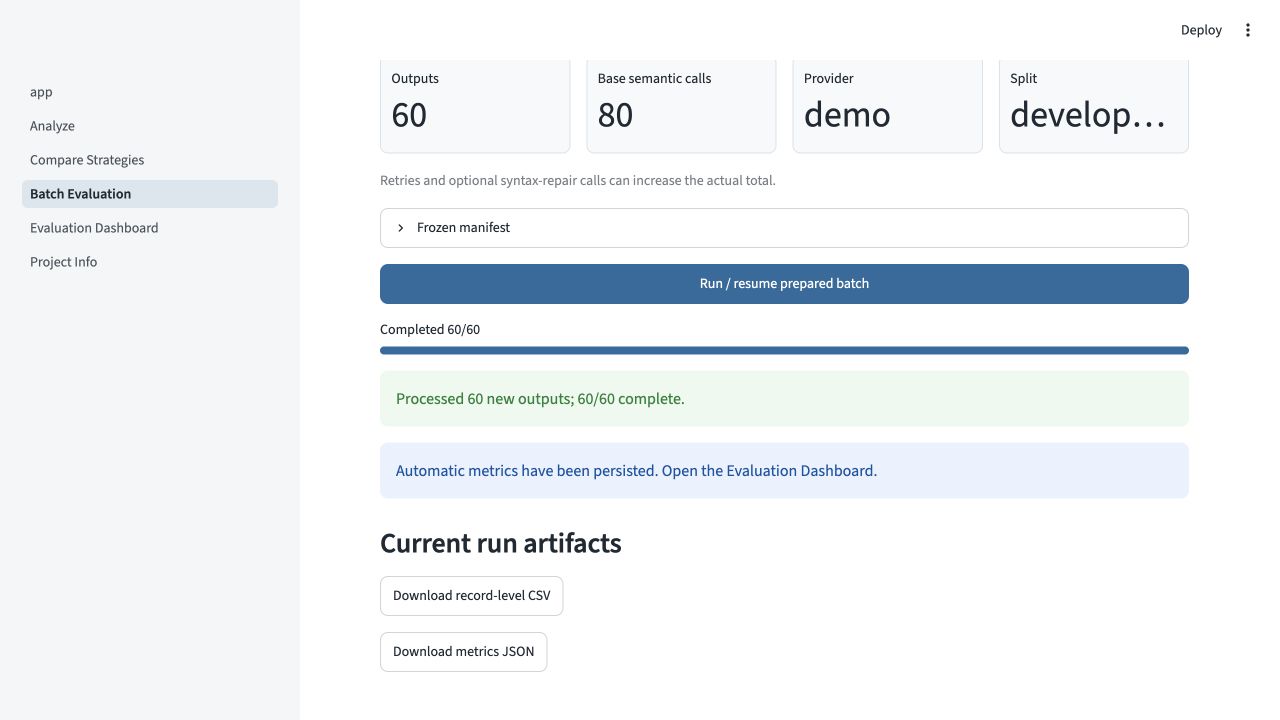 Deploy
app
Analyze
Compare Strategies
Batch Evaluation
Evaluation Dashboard
Project Info
Outputs
60
Base semantic calls
80
Provider
demo
Split
develop…
Retries and optional syntax-repair calls can increase the actual total.
Frozen manifest
Run / resume prepared batch
Completed 60/60
Processed 60 new outputs; 60/60 complete.
Automatic metrics have been persisted. Open the Evaluation Dashboard.
Current run artifacts
Download record-level CSV
Download metrics JSON